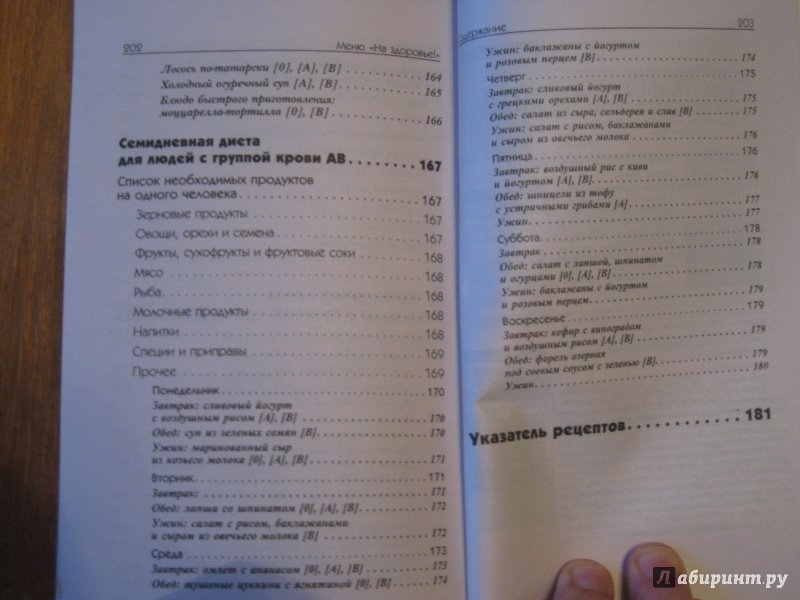 202 Меню «На здоровье!»
Лосось по-татарски [0], [A], [B] 164
Холодный огуречный суп [A], [B] 165
Блюдо быстрого приготовления:
моццарелла-тортилла [0], [B] 166
Семидневная диета
для людей с группой крови АВ 167
Список необходимых продуктов
на одного человека 167
Зерновые продукты 167
Овощи, орехи и семена 167
Фрукты, сухофрукты и фруктовые соки 168
Мясо 168
Рыба 168
Молочные продукты 168
Напитки 168
Специи и приправы 169
Прочее 169
Понедельник 170
Завтрак: сливовый йогурт
с воздушным рисом [A], [B] 170
Обед: суп из зеленых семян [B] 170
Ужин: маринованный сыр
из козьего молока [0], [A], [B] 171
Вторник 171
Завтрак: 171
Обед: лапша со шпинатом [0], [A], [B] 172
Ужин: салат с рисом, баклажанами
и сыром из овечьего молока [B] 172
Среда 173
Завтрак: омлет с ананасом [0], [A], [B] 173
Обед: тушеные цуккини с ягнятиной [0], [B] 174
Содержание 203
Ужин: баклажаны с йогуртом
и розовым перцем [B] 174
Четверг 175
Завтрак: сливовый йогурт
с грецкими орехами [A], [B] 175
Обед: салат из сыра, сельдерея и слив [B] 175
Ужин: салат с рисом, баклажанами
и сыром из овечьего молока 176
Пятница 176
Завтрак: воздушный рис с киви
и йогуртом [A], [B] 176
Обед: шницели из тофу
с устричными грибами [A] 177
Ужин 177
Суббота 178
Завтрак 178
Обед: салат с лапшой, шпинатом
и огурцами [0], [A], [B] 178
Ужин: баклажаны с йогуртом
и розовым перцем 179
Воскресенье 179
Завтрак: кефир с виноградом
и воздушным рисом [A], [B] 179
Обед: форель озерная
под соевым соусом с зеленью [B] 179
Ужин 180
Указатель рецептов 181
Лабиринт.ру